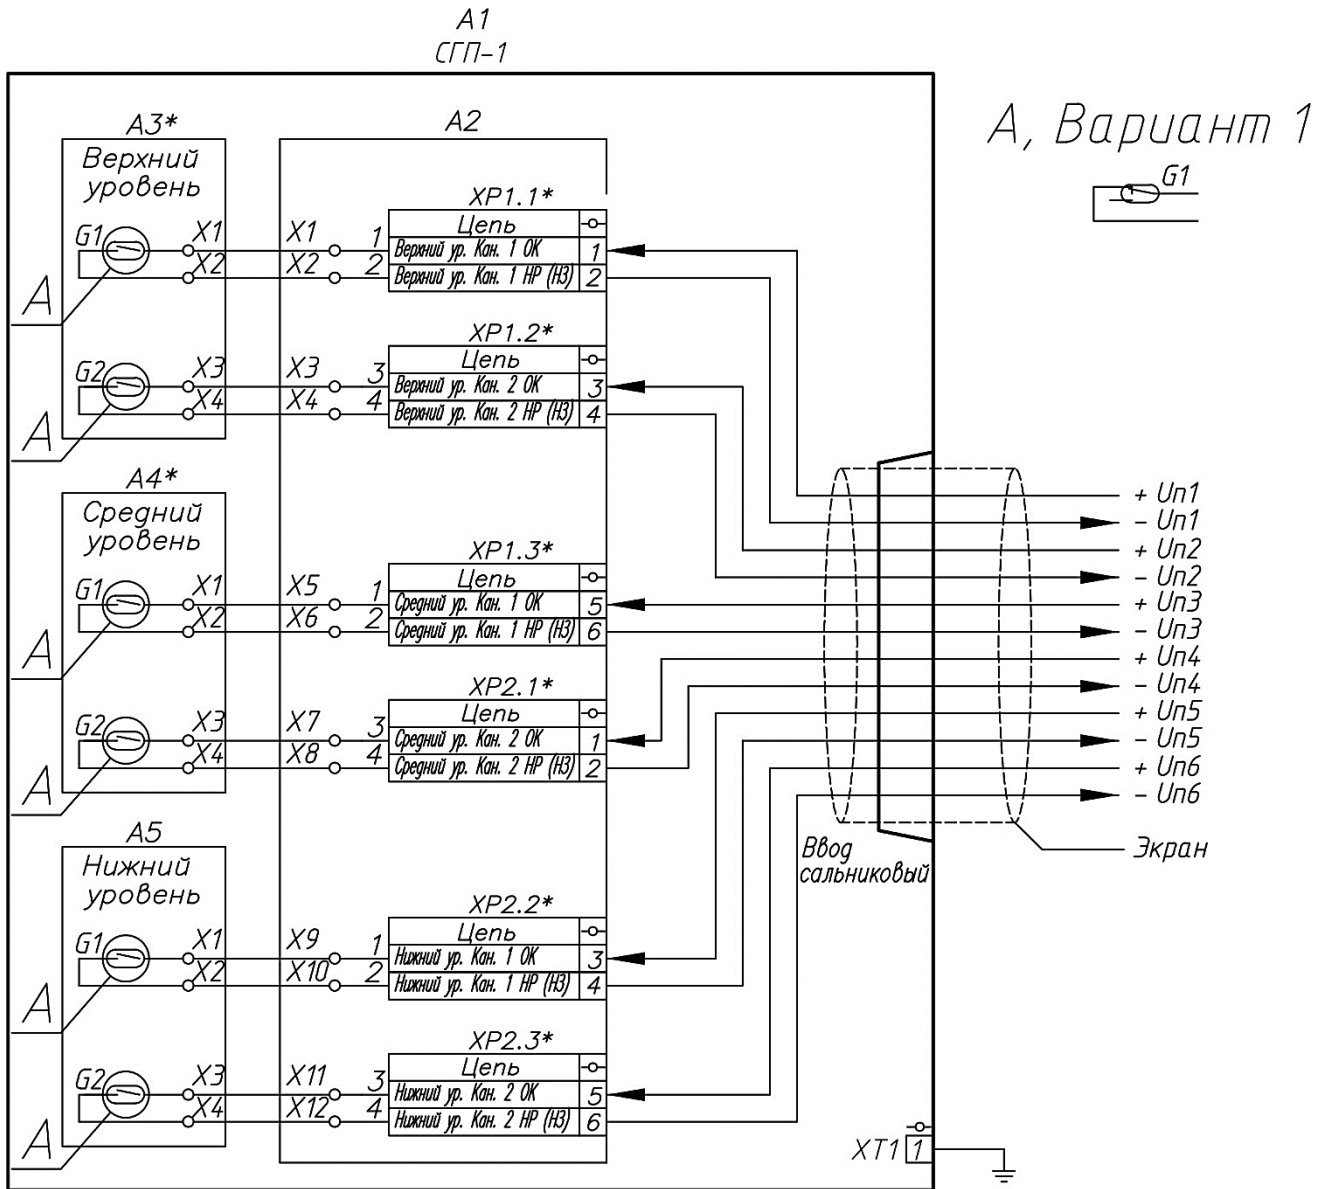 А1
СГП-1
А, Вариант 1
G1
А3*
Верхний
уровень
G1
X1
X2
А
G2
X3
X4
А
А4*
Средний
уровень
G1
X1
X2
А
G2
X3
X4
А
А5
Нижний
уровень
G1
X1
X2
А
G2
X3
X4
А
А2
X1
X2
1
2
XP1.1*
Цепь
Верхний ур. Кан. 1 ОК 1
Верхний ур. Кан. 1 НР (НЗ) 2
X3
X4
3
4
XP1.2*
Цепь
Верхний ур. Кан. 2 ОК 3
Верхний ур. Кан. 2 НР (НЗ) 4
X5
X6
1
2
XP1.3*
Цепь
Средний ур. Кан. 1 ОК 5
Средний ур. Кан. 1 НР (НЗ) 6
X7
X8
3
4
XP2.1*
Цепь
Средний ур. Кан. 2 ОК 1
Средний ур. Кан. 2 НР (НЗ) 2
X9
X10
1
2
XP2.2*
Цепь
Нижний ур. Кан. 1 ОК 3
Нижний ур. Кан. 1 НР (НЗ) 4
X11
X12
3
4
XP2.3*
Цепь
Нижний ур. Кан. 2 ОК 5
Нижний ур. Кан. 2 НР (НЗ) 6
+ Uп1
- Uп1
+ Uп2
- Uп2
+ Uп3
- Uп3
+ Uп4
- Uп4
+ Uп5
- Uп5
+ Uп6
- Uп6
Экран
Ввод
сальниковый
XT1 1